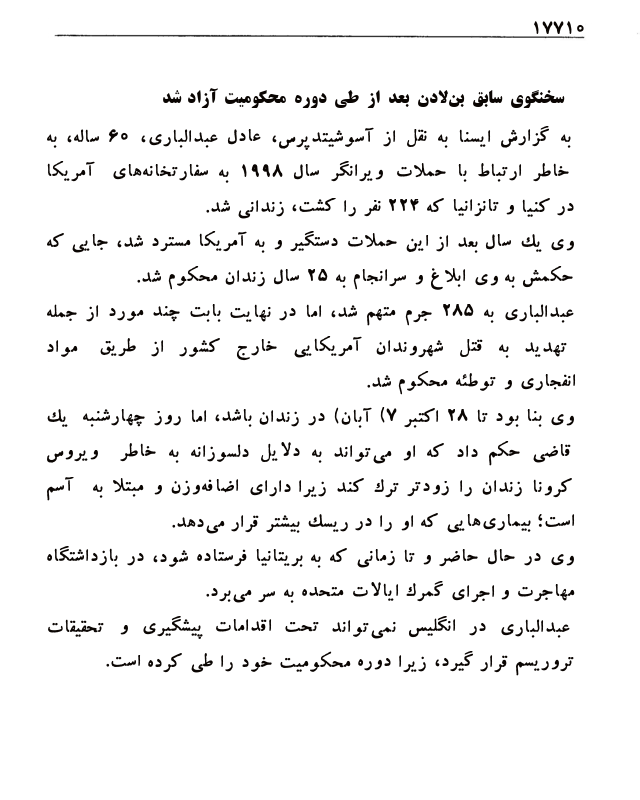 ۱۷۷۱۰
سخنگوی سابق بن‌لادن بعد از طی دوره محکومیت آزاد شد
به گزارش ایسنا به نقل از آسوشیتدپرس، عادل عبدالباری، ۶۰ ساله، به
خاطر ارتباط با حملات ویرانگر سال ۱۹۹۸ به سفارتخانه‌های آمریکا
در کنیا و تانزانیا که ۲۲۴ نفر را کشت، زندانی شد.
وی یك سال بعد از این حملات دستگیر و به آمریکا مسترد شد، جایی که
حکمش به وی ابلاغ و سرانجام به ۲۵ سال زندان محکوم شد.
عبدالباری به ۲۸۵ جرم متهم شد، اما در نهایت بابت چند مورد از جمله
تهدید به قتل شهروندان آمریکایی خارج کشور از طریق مواد
انفجاری و توطئه محکوم شد.
وی بنا بود تا ۲۸ اکتبر ۷) آبان) در زندان باشد، اما روز چهارشنبه یك
قاضی حکم داد که او می‌تواند به دلایل دلسوزانه به خاطر ویروس
کرونا زندان را زودتر ترك کند زیرا دارای اضافه‌وزن و مبتلا به آسم
است؛ بیماری‌هایی که او را در ریسك بیشتر قرار می‌دهد.
وی در حال حاضر و تا زمانی که به بریتانیا فرستاده شود، در بازداشتگاه
مهاجرت و اجرای گمرك ایالات متحده به سر می‌برد.
عبدالباری در انگلیس نمی‌تواند تحت اقدامات پیشگیری و تحقیقات
تروریسم قرار گیرد، زیرا دوره محکومیت خود را طی کرده است.